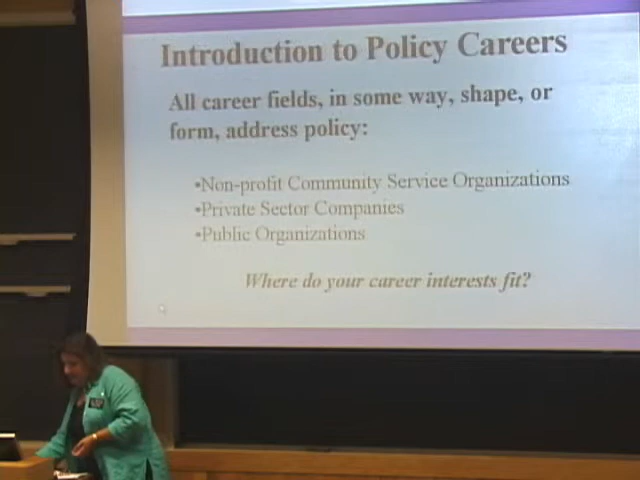 Introduction to Policy Careers
All career fields, in some way, shape, or
form, address policy:
•Non-profit Community Service Organizations
•Private Sector Companies
•Public Organizations
Where do your career interests fit?